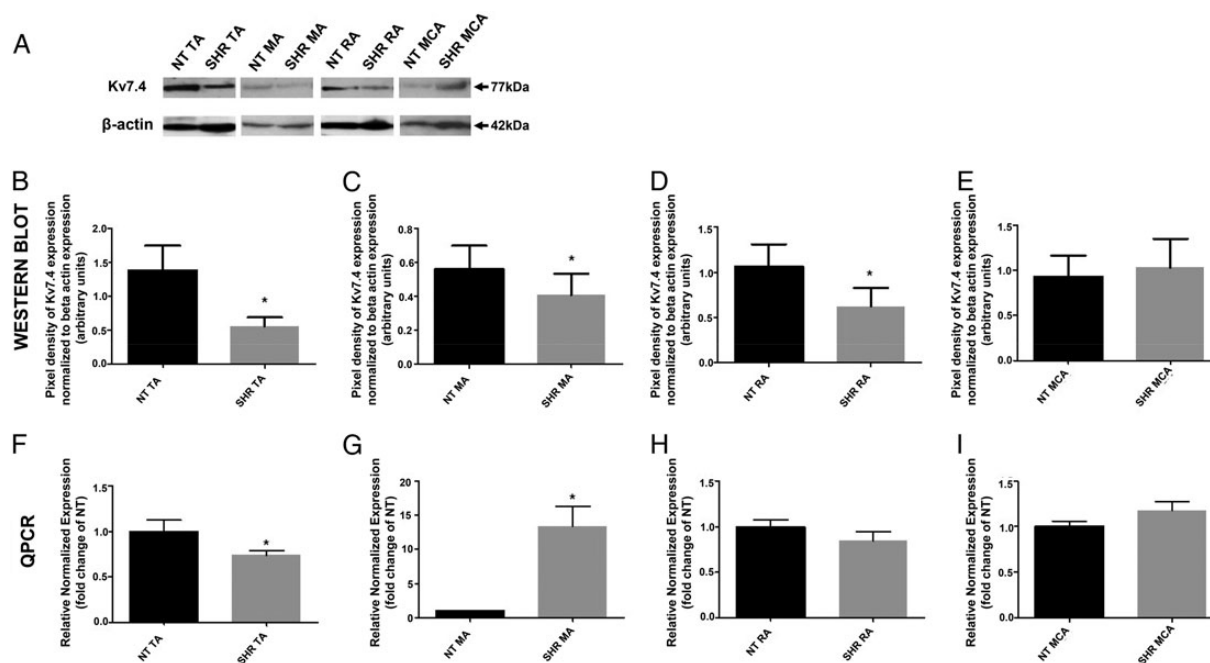 A
NT TA
SHR TA
NT MA
SHR MA
NT RA
SHR RA
NT MCA
SHR MCA
Kv7.4
77kDa
β-actin
42kDa
WESTERN BLOT
B
Pixel density of Kv7.4 expression
normalized to beta actin expression
(arbitrary units)
2.0
1.5
1.0
0.5
0.0
*
NT TA
SHR TA
C
Pixel density of Kv7.4 expression
normalized to beta actin expression
(arbitrary units)
0.8
0.6
0.4
0.2
0.0
*
NT MA
SHR MA
D
Pixel density of Kv7.4 expression
normalized to beta actin expression
(arbitrary units)
1.5
1.0
0.5
0.0
*
NT RA
SHR RA
E
Pixel density of Kv7.4 expression
normalized to beta actin expression
(arbitrary units)
1.5
1.0
0.5
0.0
NT MCA
SHR MCA
QPCR
F
Relative Normalized Expression
(fold change of NT)
1.5
1.0
0.5
0.0
*
NT TA
SHR TA
G
Relative Normalized Expression
(fold change of NT)
20
15
10
5
0
*
NT MA
SHR MA
H
Relative Normalized Expression
(fold change of NT)
1.5
1.0
0.5
0.0
NT RA
SHR RA
I
Relative Normalized Expression
(fold change of NT)
1.5
1.0
0.5
0.0
NT MCA
SHR MCA